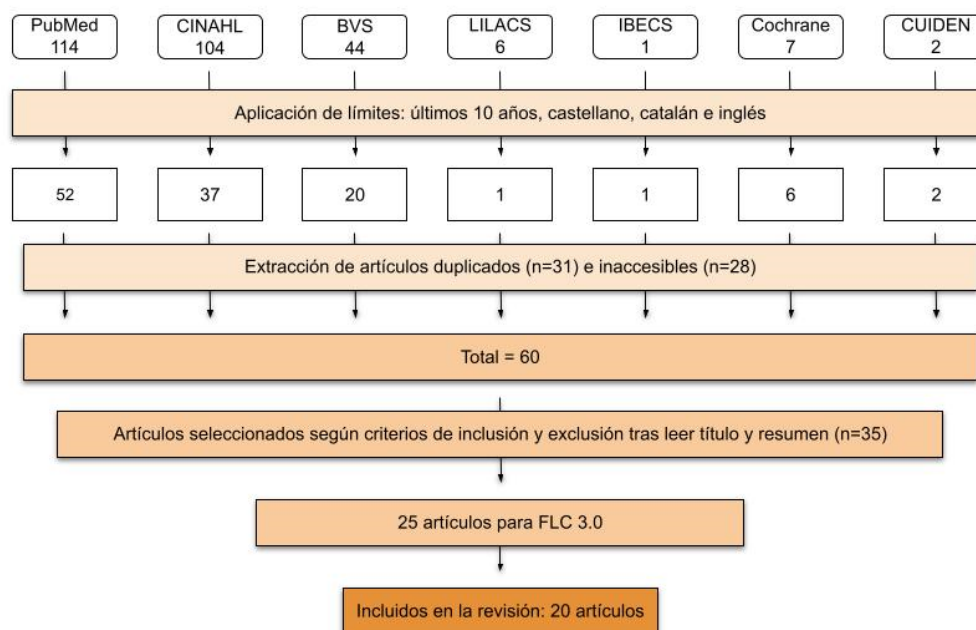 PubMed
114
CINAHL
104
BVS
44
LILACS
6
IBECS
1
Cochrane
7
CUIDEN
2
Aplicación de límites: últimos 10 años, castellano, catalán e inglés
52
37
20
1
1
6
2
Extracción de artículos duplicados (n=31) e inaccesibles (n=28)
Total = 60
Artículos seleccionados según criterios de inclusión y exclusión tras leer título y resumen (n=35)
25 artículos para FLC 3.0
Incluidos en la revisión: 20 artículos